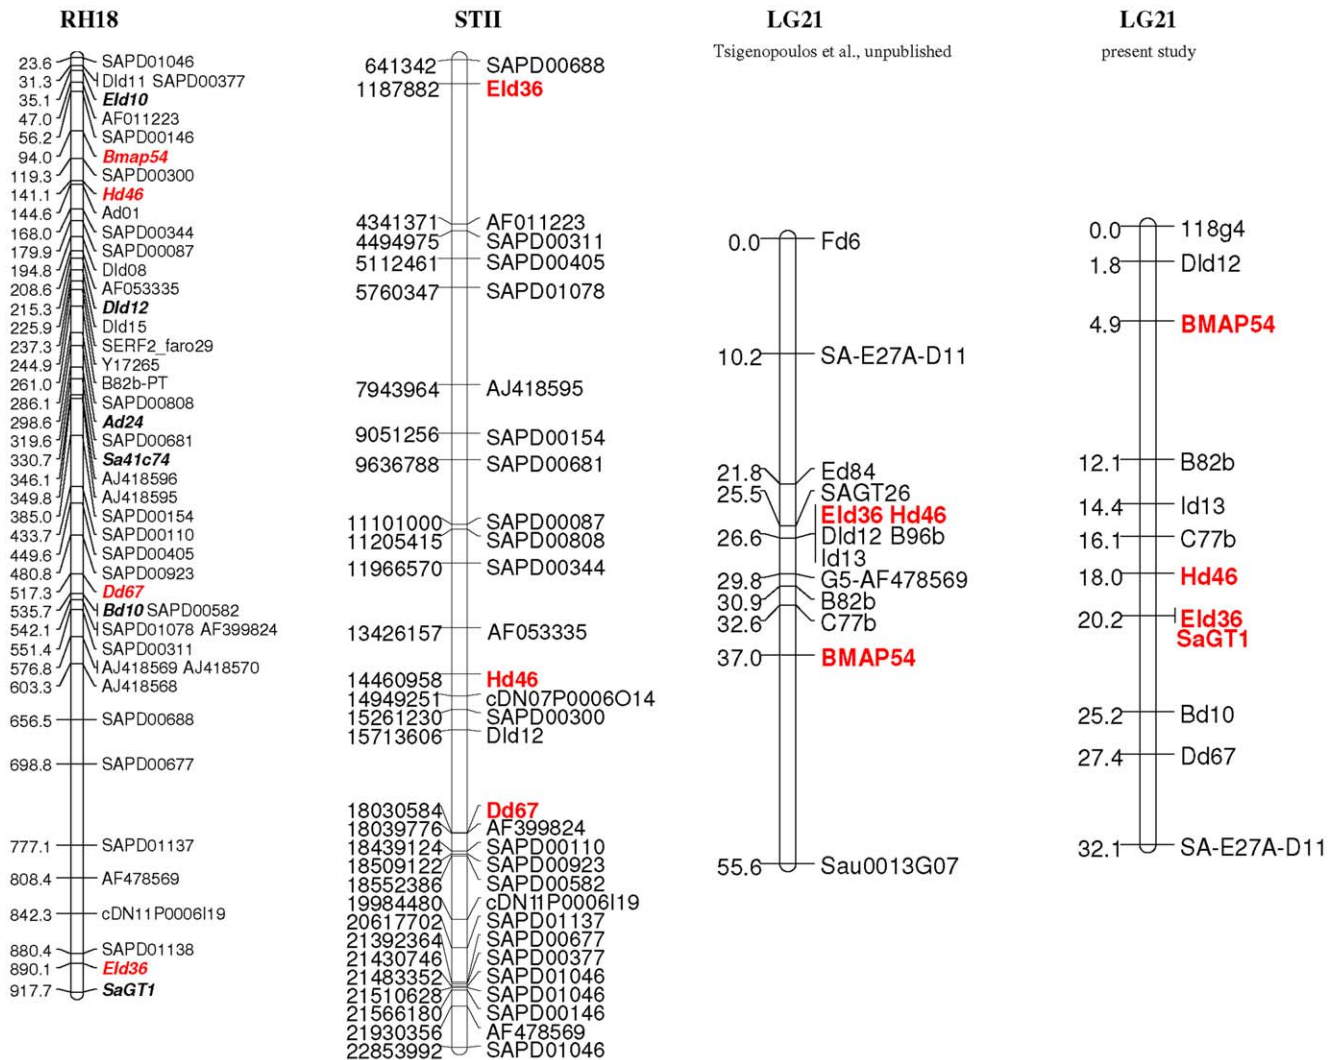 RH18
23.6 SAPD01046
31.3 Dld11 SAPD00377
35.1 Eld10
47.0 AF011223
56.2 SAPD00146
94.0 Bmap54
119.3 SAPD00300
141.1 Hd46
144.6 Ad01
168.0 SAPD00344
179.9 SAPD00087
194.8 Dld08
208.6 AF053335
215.3 Dld12
225.9 Dld15
237.3 SERF2_faro29
244.9 Y17265
261.0 B82b-PT
286.1 SAPD00808
298.6 Ad24
319.6 SAPD00681
330.7 Sa41c74
346.1 AJ418596
349.8 AJ418595
385.0 SAPD00154
433.7 SAPD00110
449.6 SAPD00405
480.8 SAPD00923
517.3 Dd67
535.7 Bd10 SAPD00582
542.1 SAPD01078 AF399824
551.4 SAPD00311
576.8 AJ418569 AJ418570
603.3 AJ418568
656.5 SAPD00688
698.8 SAPD00677
777.1 SAPD01137
808.4 AF478569
842.3 cDN11P0006I19
880.4 SAPD01138
890.1 Eld36
917.7 SaGT1
STII
641342 SAPD00688
1187882 Eld36
4341371 AF011223
4494975 SAPD00311
5112461 SAPD00405
5760347 SAPD01078
7943964 AJ418595
9051256 SAPD00154
9636788 SAPD00681
11101000 SAPD00087
11205415 SAPD00808
11966570 SAPD00344
13426157 AF053335
14460958 Hd46
14949251 cDN07P0006O14
15261230 SAPD00300
15713606 Dld12
18030584 Dd67
18039776 AF399824
18439124 SAPD00110
18509122 SAPD00923
18552386 SAPD00582
19984480 cDN11P0006I19
20617702 SAPD01137
21392364 SAPD00677
21430746 SAPD00377
21483352 SAPD01046
21510628 SAPD01046
21566180 SAPD00146
21930356 AF478569
22853992 SAPD01046
LG21
Tsigenopoulos et al., unpublished
0.0 Fd6
10.2 SA-E27A-D11
21.8 Ed84
25.5 SAGT26
Eld36 Hd46
26.6 Dld12 B96b
Id13
29.8 G5-AF478569
30.9 B82b
32.6 C77b
37.0 BMAP54
55.6 Sau0013G07
LG21
present study
0.0 118g4
1.8 Dld12
4.9 BMAP54
12.1 B82b
14.4 Id13
16.1 C77b
18.0 Hd46
20.2 Eld36
SaGT1
25.2 Bd10
27.4 Dd67
32.1 SA-E27A-D11